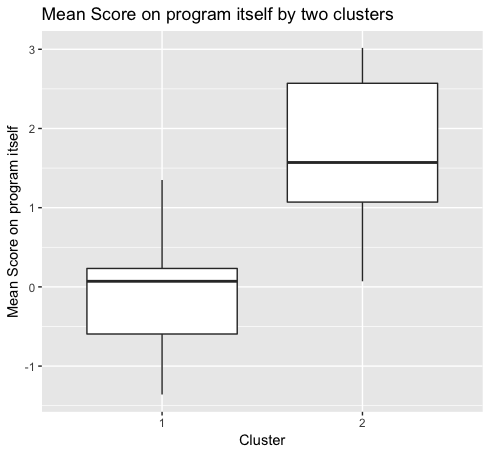 Mean Score on program itself by two clusters
Mean Score on program itself
3
2
1
0
-1
1
2
Cluster